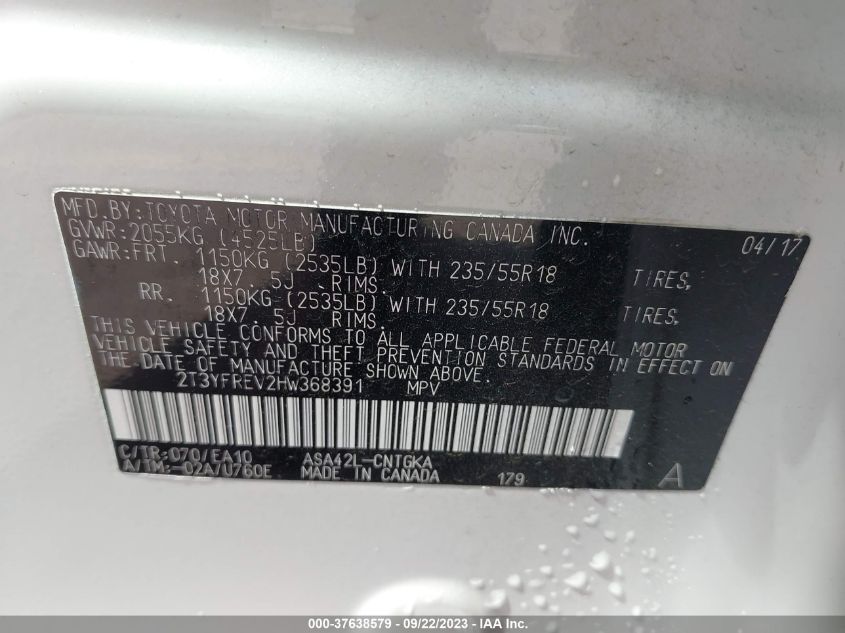 MFD.BY:TOYOTA MOTOR MANUFACTURING CANADA INC.
GVWR:2055KG (4525LB) 04/17
GAWR:FRT. 1150KG (2535LB) WITH 235/55R18 TIRES,
18X7.5J RIMS.
RR. 1150KG (2535LB) WITH 235/55R18 TIRES,
18X7.5J RIMS.
THIS VEHICLE CONFORMS TO ALL APPLICABLE FEDERAL MOTOR
VEHICLE SAFETY AND THEFT PREVENTION STANDARDS IN EFFECT ON
THE DATE OF MANUFACTURE SHOWN ABOVE.
2T3YFREV2HW368391 MPV
C/TR:070/EA10 ASA42L-CNTGKA
A/TM:-02A/U760E MADE IN CANADA 179 A
000-37638579 - 09/22/2023 - IAA Inc.